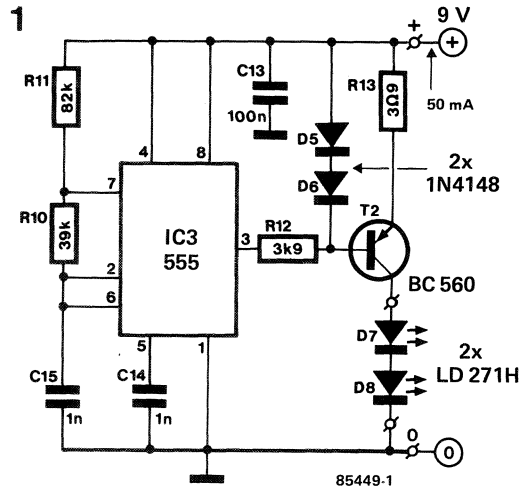 1
9 V
+
+
R11
82k
C13
100n
R13
3Ω9
50 mA
D5
D6
2x
1N4148
4
8
7
R10
39k
IC3
555
3
R12
3k9
T2
2
6
BC 560
5
1
D7
D8
2x
LD 271H
C15
1n
C14
1n
0
0
85449-1